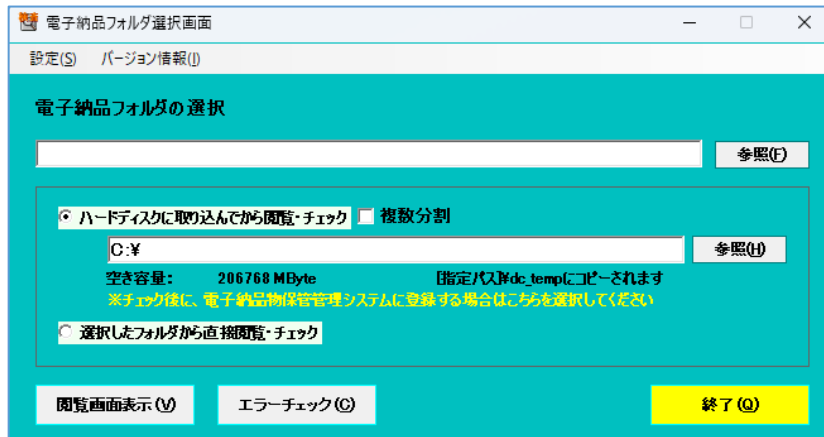 電子納品フォルダ選択画面
設定(S) バージョン情報(I)
電子納品フォルダの選択
参照(F)
ハードディスクに取り込んでから閲覧・チェック 複数分割
C:¥ 参照(H)
空き容量: 206768 MByte [指定パス]¥dc_tempにコピーされます
※チェック後に、電子納品物保管管理システムに登録する場合はこちらを選択してください
選択したフォルダから直接閲覧・チェック
閲覧画面表示(V) エラーチェック(C) 終了(Q)